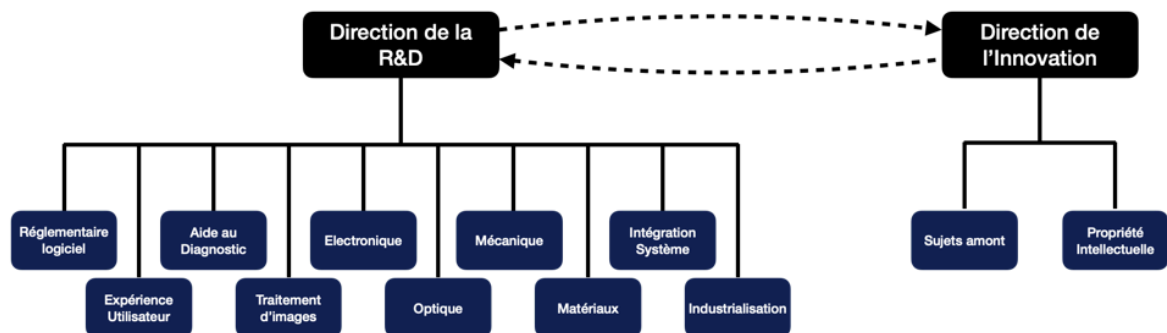 Direction de la
R&D
Direction de
l’Innovation
Réglementaire
logiciel
Aide au
Diagnostic
Electronique
Mécanique
Intégration
Système
Sujets amont
Propriété
Intellectuelle
Expérience
Utilisateur
Traitement
d’images
Optique
Matériaux
Industrialisation